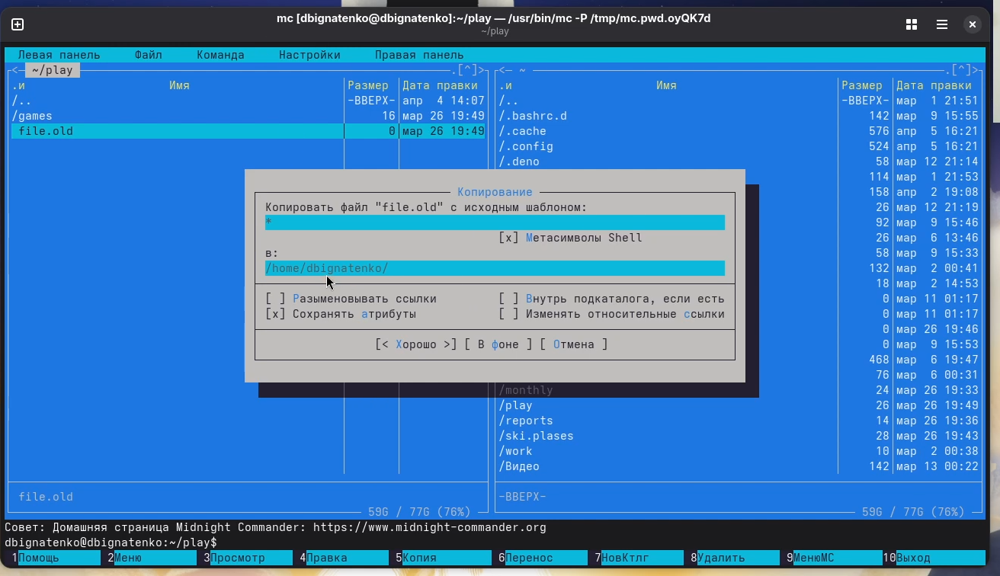 mc [dbignatenko@dbignatenko]:~/play — /usr/bin/mc -P /tmp/mc.pwd.oyQK7d
~/play
Левая панель Файл Команда Настройки Правая панель
<— ~/play .[^]> <— ~ .[^]>
.и Имя Размер Дата правки .и Имя Размер Дата правки
/.. -ВВЕРХ- апр 4 14:07 /.. -ВВЕРХ- мар 1 21:51
/games 16 мар 26 19:49 /.bashrc.d 142 мар 9 15:55
file.old 0 мар 26 19:49 /.cache 576 апр 5 16:21
/.config 524 апр 5 16:21
/.deno 58 мар 12 21:14
114 мар 1 21:53
Копирование 158 апр 2 19:08
Копировать файл "file.old" с исходным шаблоном: 26 мар 12 21:19
* 92 мар 9 15:46
[x] Метасимволы Shell 26 мар 6 13:46
в: 58 мар 9 15:33
/home/dbignatenko/ 132 мар 2 00:41
18 мар 2 14:53
[ ] Разыменовывать ссылки [ ] Внутрь подкаталога, если есть 0 мар 11 01:17
[x] Сохранять атрибуты [ ] Изменять относительные ссылки 0 мар 11 01:17
0 мар 26 19:46
[< Хорошо >] [ В фоне ] [ Отмена ] 0 мар 9 15:53
468 мар 6 19:47
76 мар 6 00:31
/monthly 24 мар 26 19:33
/play 26 мар 26 19:49
/reports 14 мар 26 19:36
/ski.plases 28 мар 26 19:43
/work 10 мар 2 00:38
/Видео 142 мар 13 00:22
file.old -ВВЕРХ-
59G / 77G (76%) 59G / 77G (76%)
Совет: Домашняя страница Midnight Commander: https://www.midnight-commander.org
dbignatenko@dbignatenko:~/play$
1Помощь 2Меню 3Просмотр 4Правка 5Копия 6Перенос 7НовКтлг 8Удалить 9МенюМС 10Выход